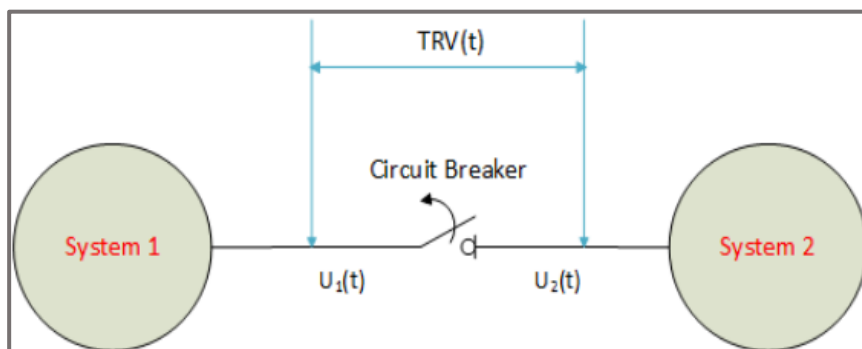 TRV(t)
Circuit Breaker
System 1
System 2
U₁(t)
U₂(t)